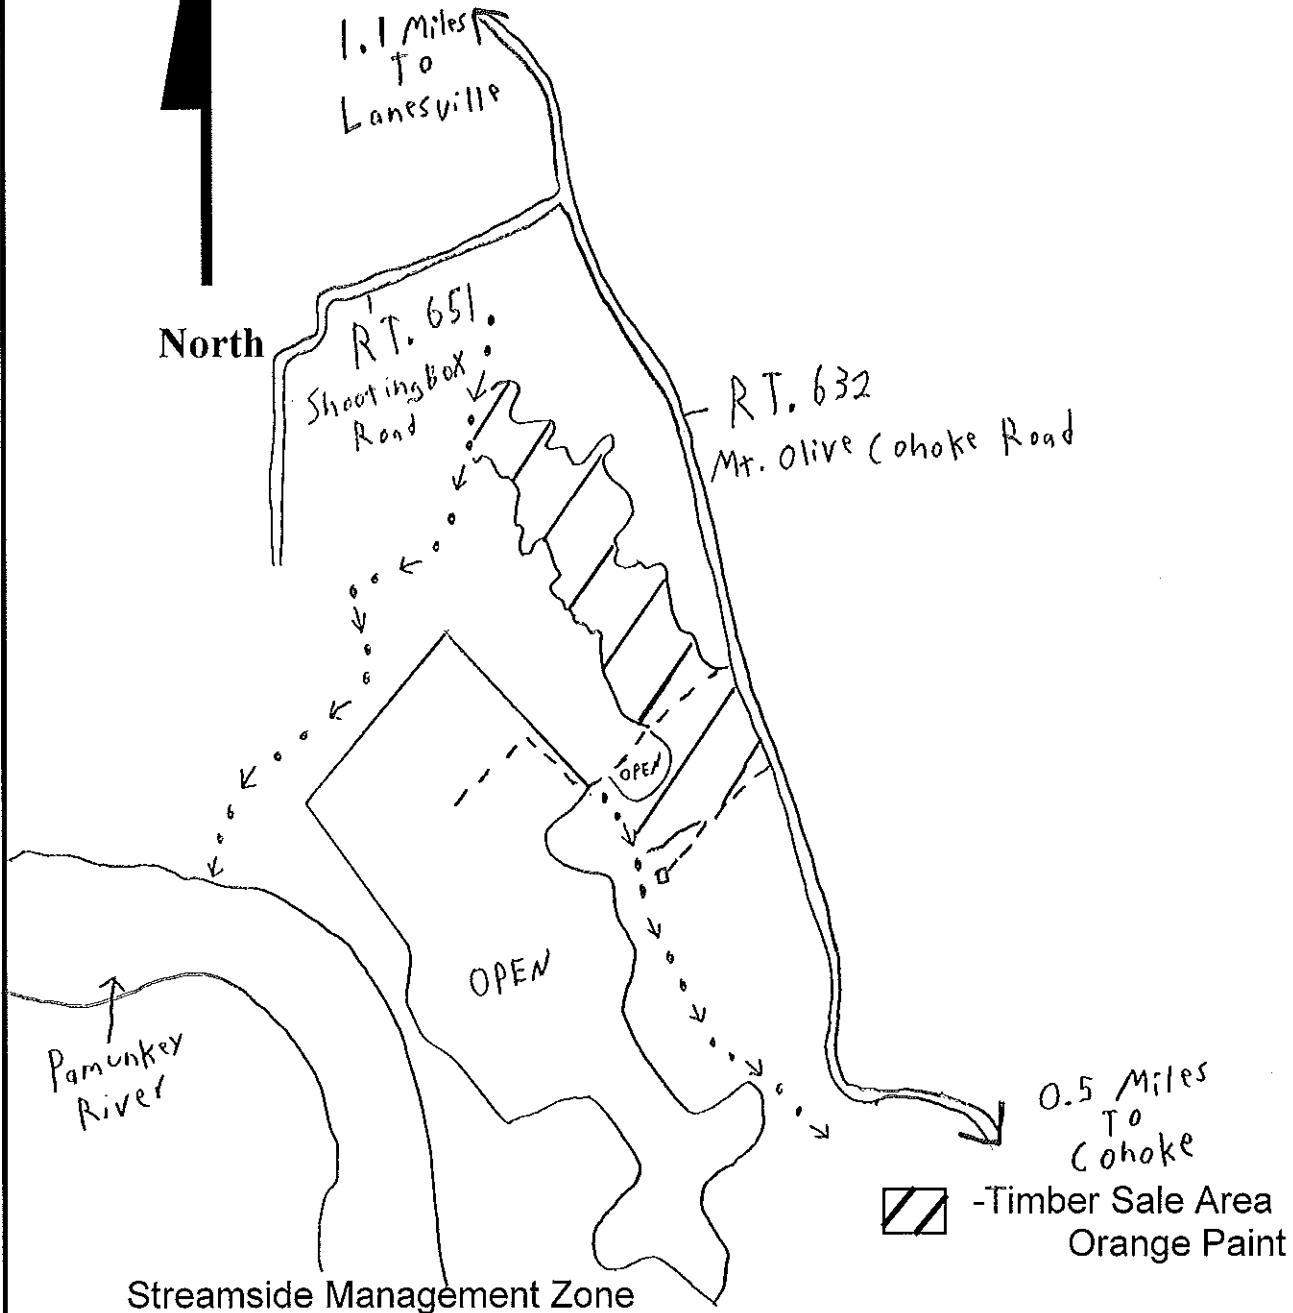 1.1 Miles
To
Lanesville
North
RT. 651
Shooting Box
Road
RT. 632
Mt. Olive Cohoke Road
OPEN
OPEN
Pamunkey
River
0.5 Miles
To
Cohoke
-Timber Sale Area
Orange Paint
Streamside Management Zone